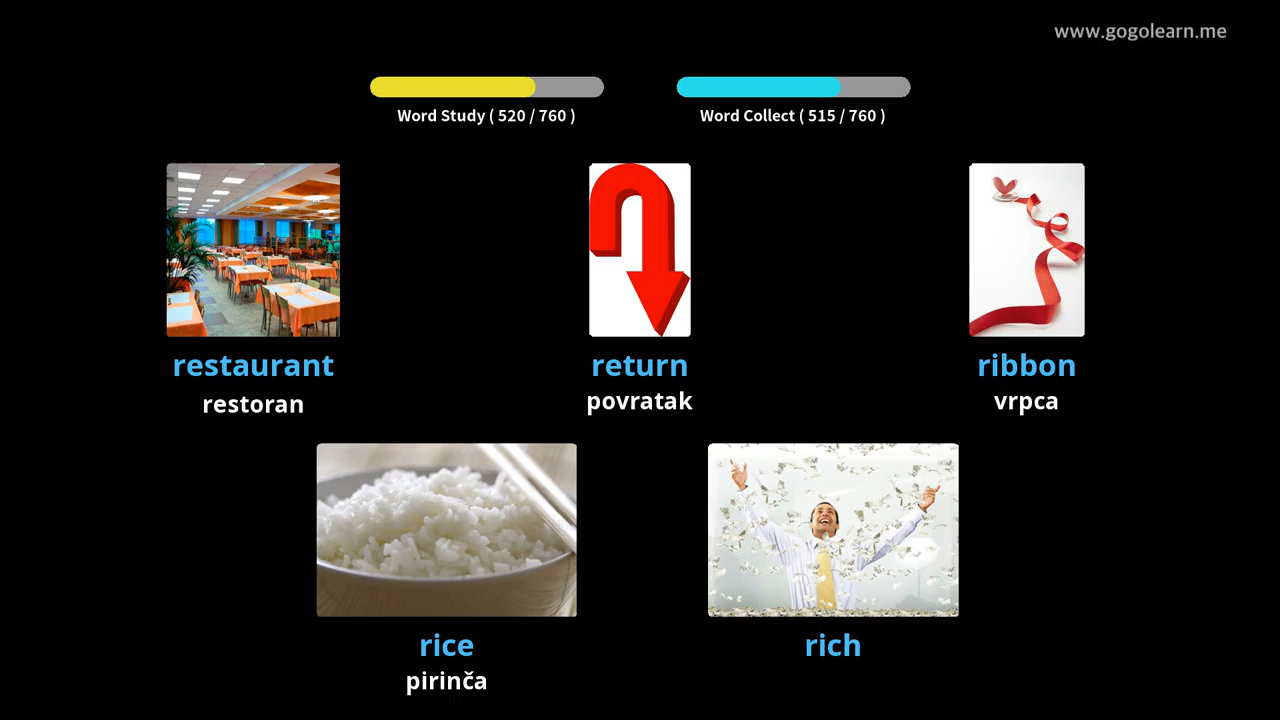 www.gogolearn.me
Word Study ( 520 / 760 )
Word Collect ( 515 / 760 )
restaurant
restoran
return
povratak
ribbon
vrpca
rice
pirinča
rich